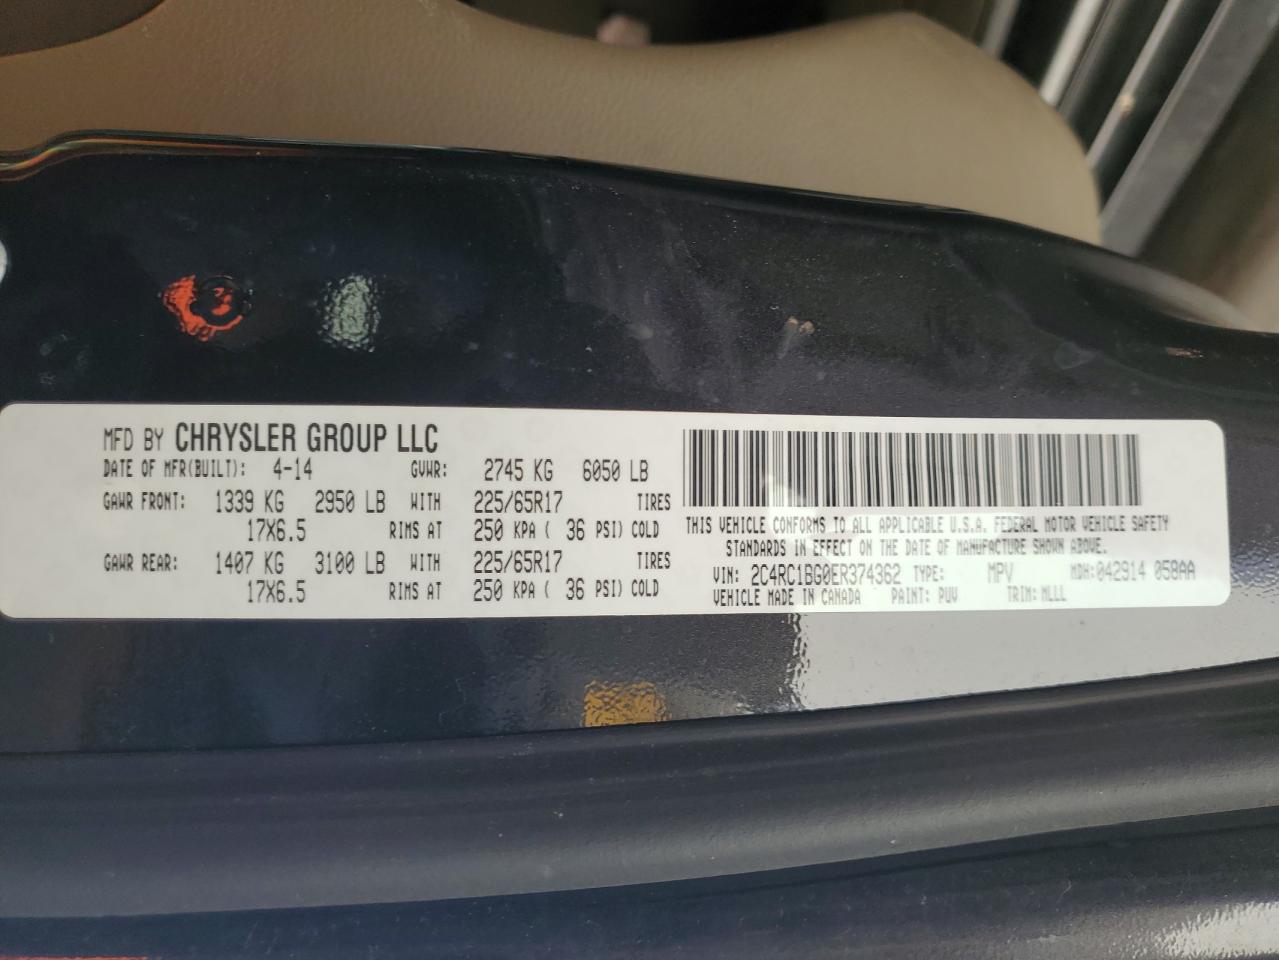 MFD BY CHRYSLER GROUP LLC
DATE OF MFR(BUILT): 4-14 GVWR: 2745 KG 6050 LB
GAWR FRONT: 1339 KG 2950 LB WITH 225/65R17 TIRES
17X6.5 RIMS AT 250 KPA ( 36 PSI) COLD
GAWR REAR: 1407 KG 3100 LB WITH 225/65R17 TIRES
17X6.5 RIMS AT 250 KPA ( 36 PSI) COLD
THIS VEHICLE CONFORMS TO ALL APPLICABLE U.S.A. FEDERAL MOTOR VEHICLE SAFETY
STANDARDS IN EFFECT ON THE DATE OF MANUFACTURE SHOWN ABOVE.
VIN: 2C4RC1BG0ER374362 TYPE: MPV MDH:042914 058AA
VEHICLE MADE IN CANADA PAINT: PUV TRIM:MLLL